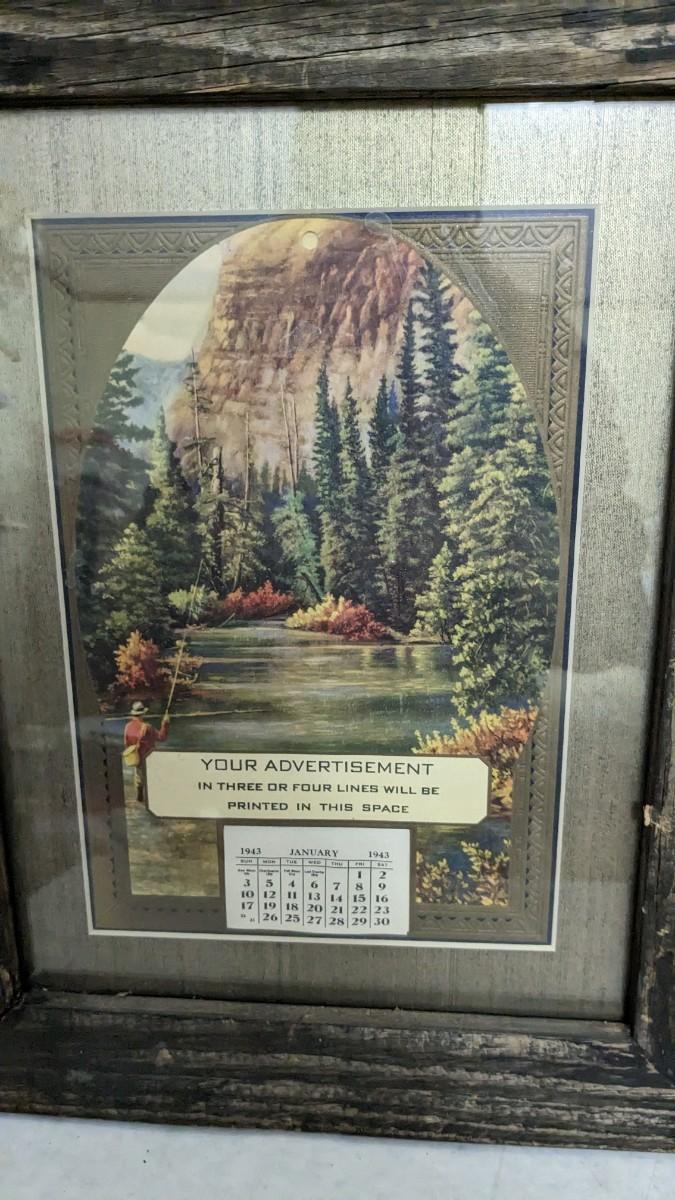 YOUR ADVERTISEMENT
IN THREE OR FOUR LINES WILL BE
PRINTED IN THIS SPACE
1943 JANUARY 1943
SUN MON TUE WED THU FRI SAT
1 2
3 5 4 6 7 8 9
10 12 11 13 14 15 16
17 19 18 20 21 22 23
26 25 27 28 29 30